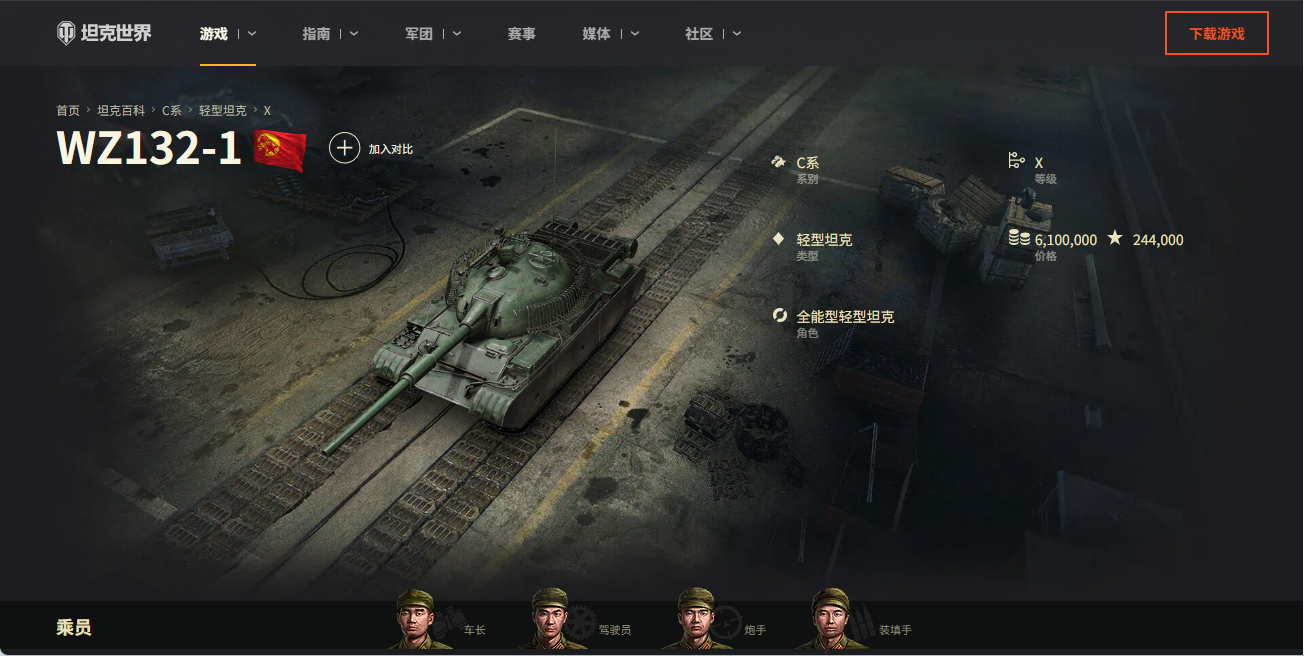 坦克世界 游戏 指南 军团 赛事 媒体 社区 下载游戏
首页 > 坦克百科 > C系 > 轻型坦克 > X
WZ132-1 加入对比
C系 X
系别 等级
轻型坦克 6,100,000 244,000
类型 价格
全能型轻型坦克
角色
乘员 车长 驾驶员 炮手 装填手